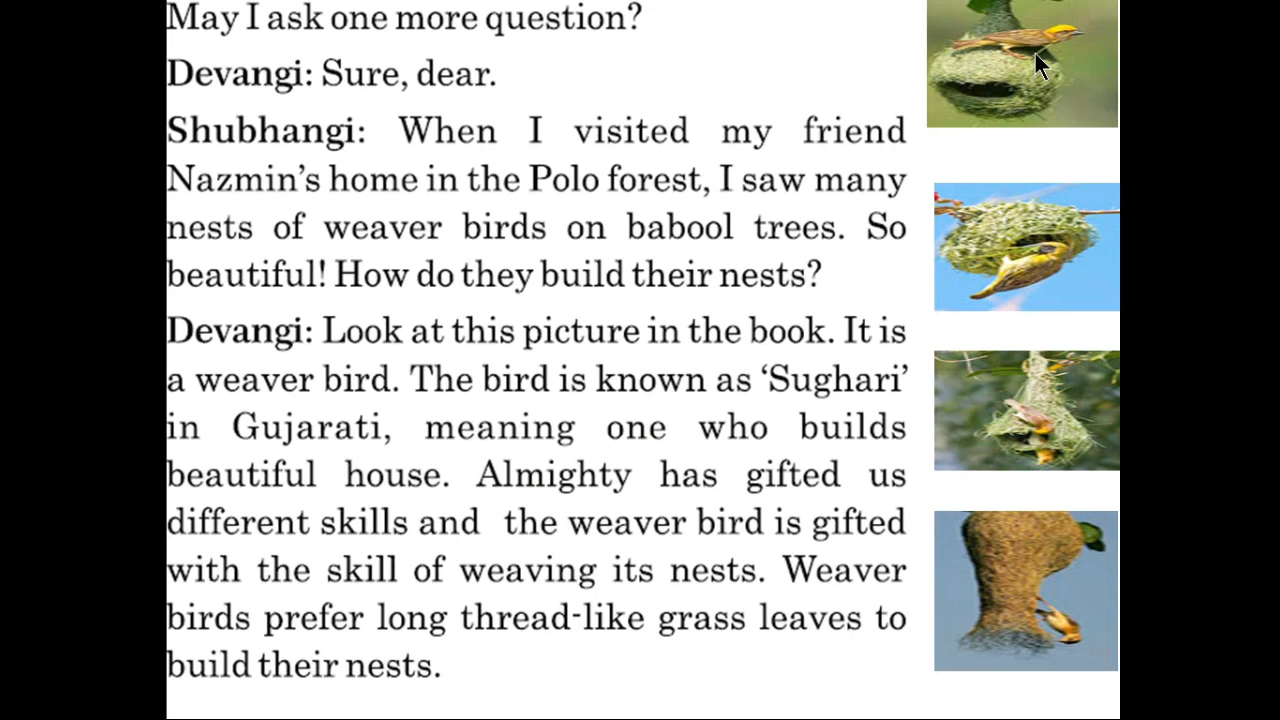 May I ask one more question?
Devangi: Sure, dear.
Shubhangi: When I visited my friend
Nazmin’s home in the Polo forest, I saw many
nests of weaver birds on babool trees. So
beautiful! How do they build their nests?
Devangi: Look at this picture in the book. It is
a weaver bird. The bird is known as ‘Sughari’
in Gujarati, meaning one who builds
beautiful house. Almighty has gifted us
different skills and the weaver bird is gifted
with the skill of weaving its nests. Weaver
birds prefer long thread-like grass leaves to
build their nests.